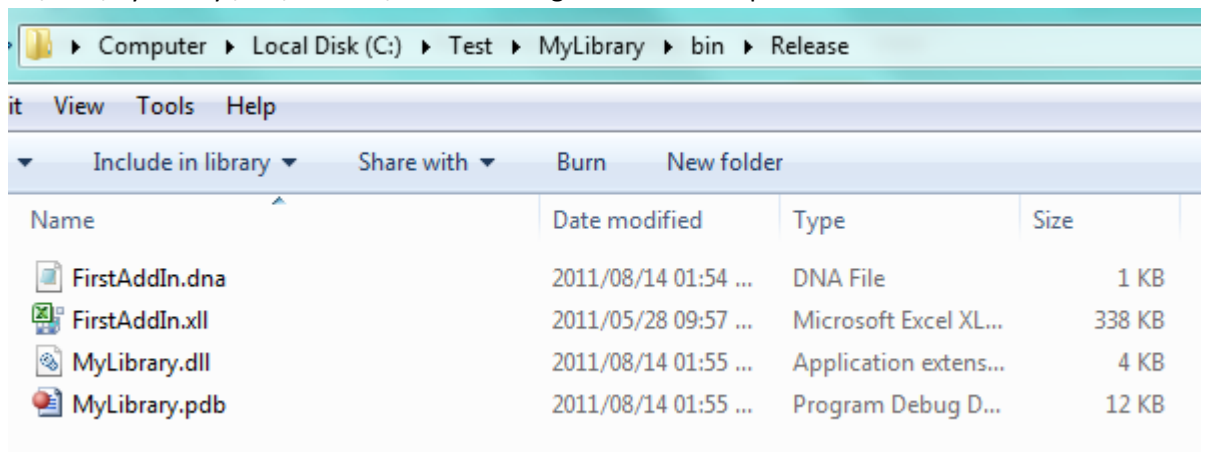 Computer Local Disk (C:) Test MyLibrary bin Release
it View Tools Help
Include in library Share with Burn New folder
Name Date modified Type Size
FirstAddIn.dna 2011/08/14 01:54 ... DNA File 1 KB
FirstAddIn.xll 2011/05/28 09:57 ... Microsoft Excel XL... 338 KB
MyLibrary.dll 2011/08/14 01:55 ... Application extens... 4 KB
MyLibrary.pdb 2011/08/14 01:55 ... Program Debug D... 12 KB